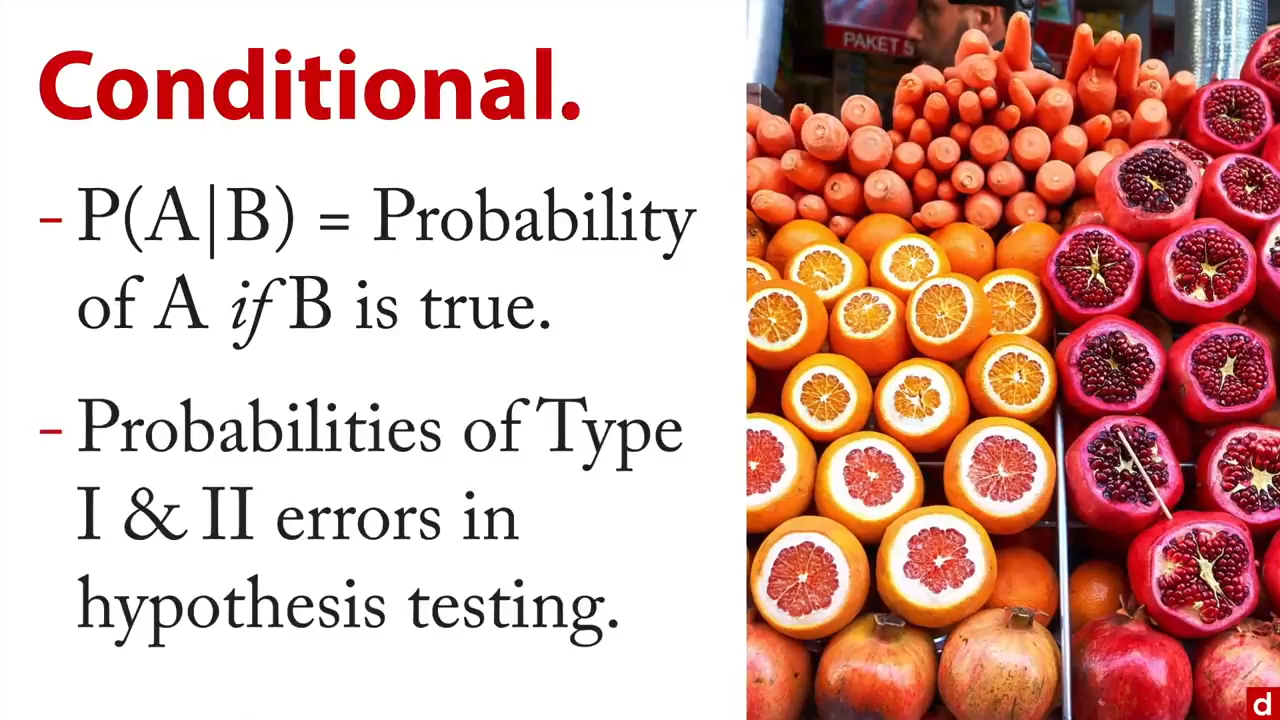 Conditional.
- P(A|B) = Probability
of A if B is true.
- Probabilities of Type
I & II errors in
hypothesis testing.
PAKET S
d